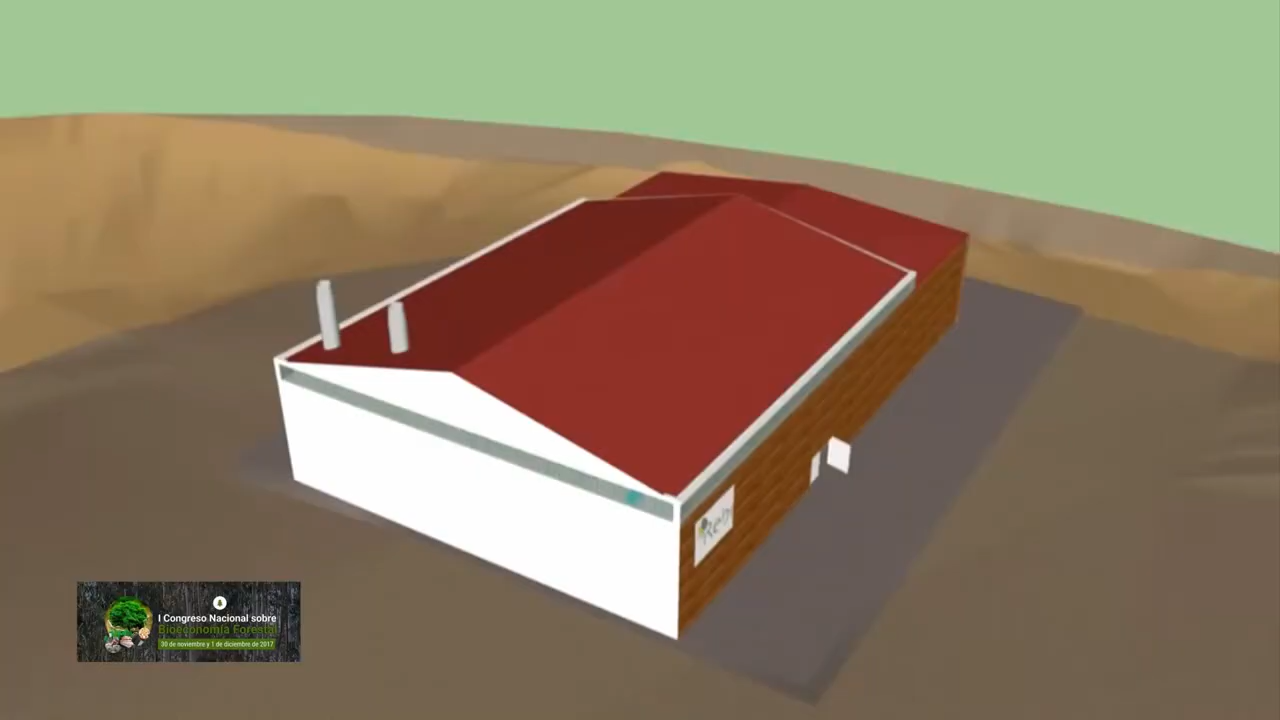 I Congreso Nacional sobre
Bioeconomía Forestal
30 de noviembre y 1 de diciembre de 2017